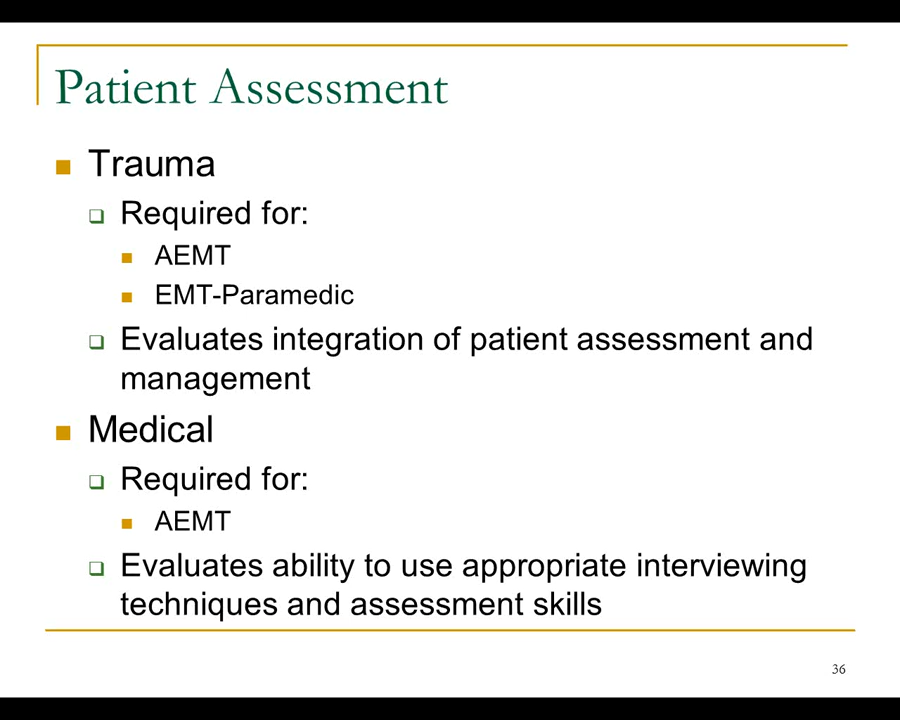 Patient Assessment
Trauma
Required for:
AEMT
EMT-Paramedic
Evaluates integration of patient assessment and
management
Medical
Required for:
AEMT
Evaluates ability to use appropriate interviewing
techniques and assessment skills
36